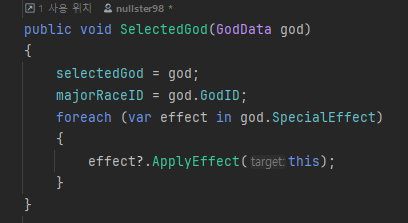 1 사용 위치 nullster98 *
public void SelectedGod(GodData god)
{
selectedGod = god;
majorRaceID = god.GodID;
foreach (var effect in god.SpecialEffect)
{
effect?.ApplyEffect(target:this);
}
}